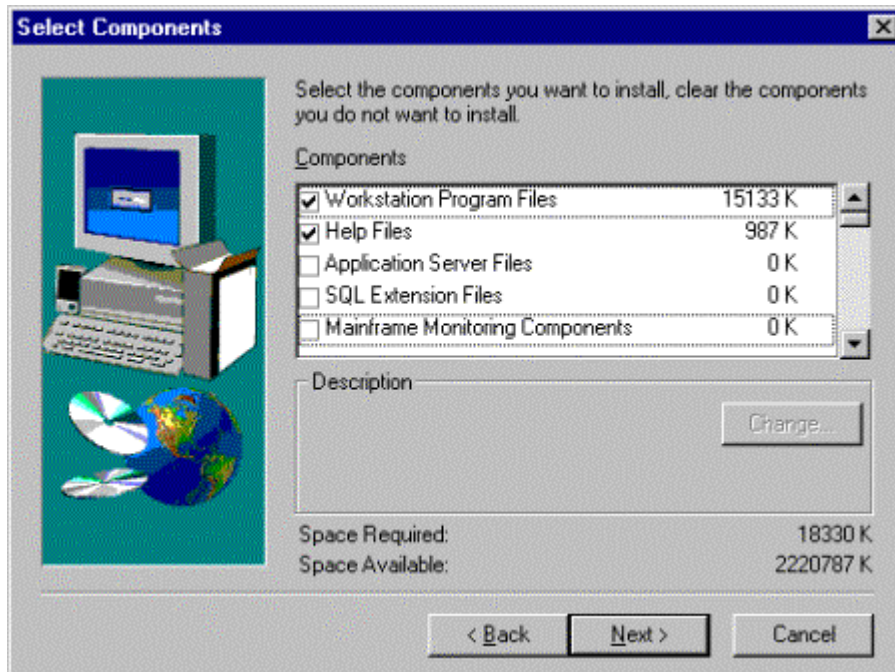 Select Components
Select the components you want to install, clear the components
you do not want to install.
Components
Workstation Program Files 15133 K
Help Files 987 K
Application Server Files 0 K
SQL Extension Files 0 K
Mainframe Monitoring Components 0 K
Description
Change...
Space Required: 18330 K
Space Available: 2220787 K
< Back Next > Cancel